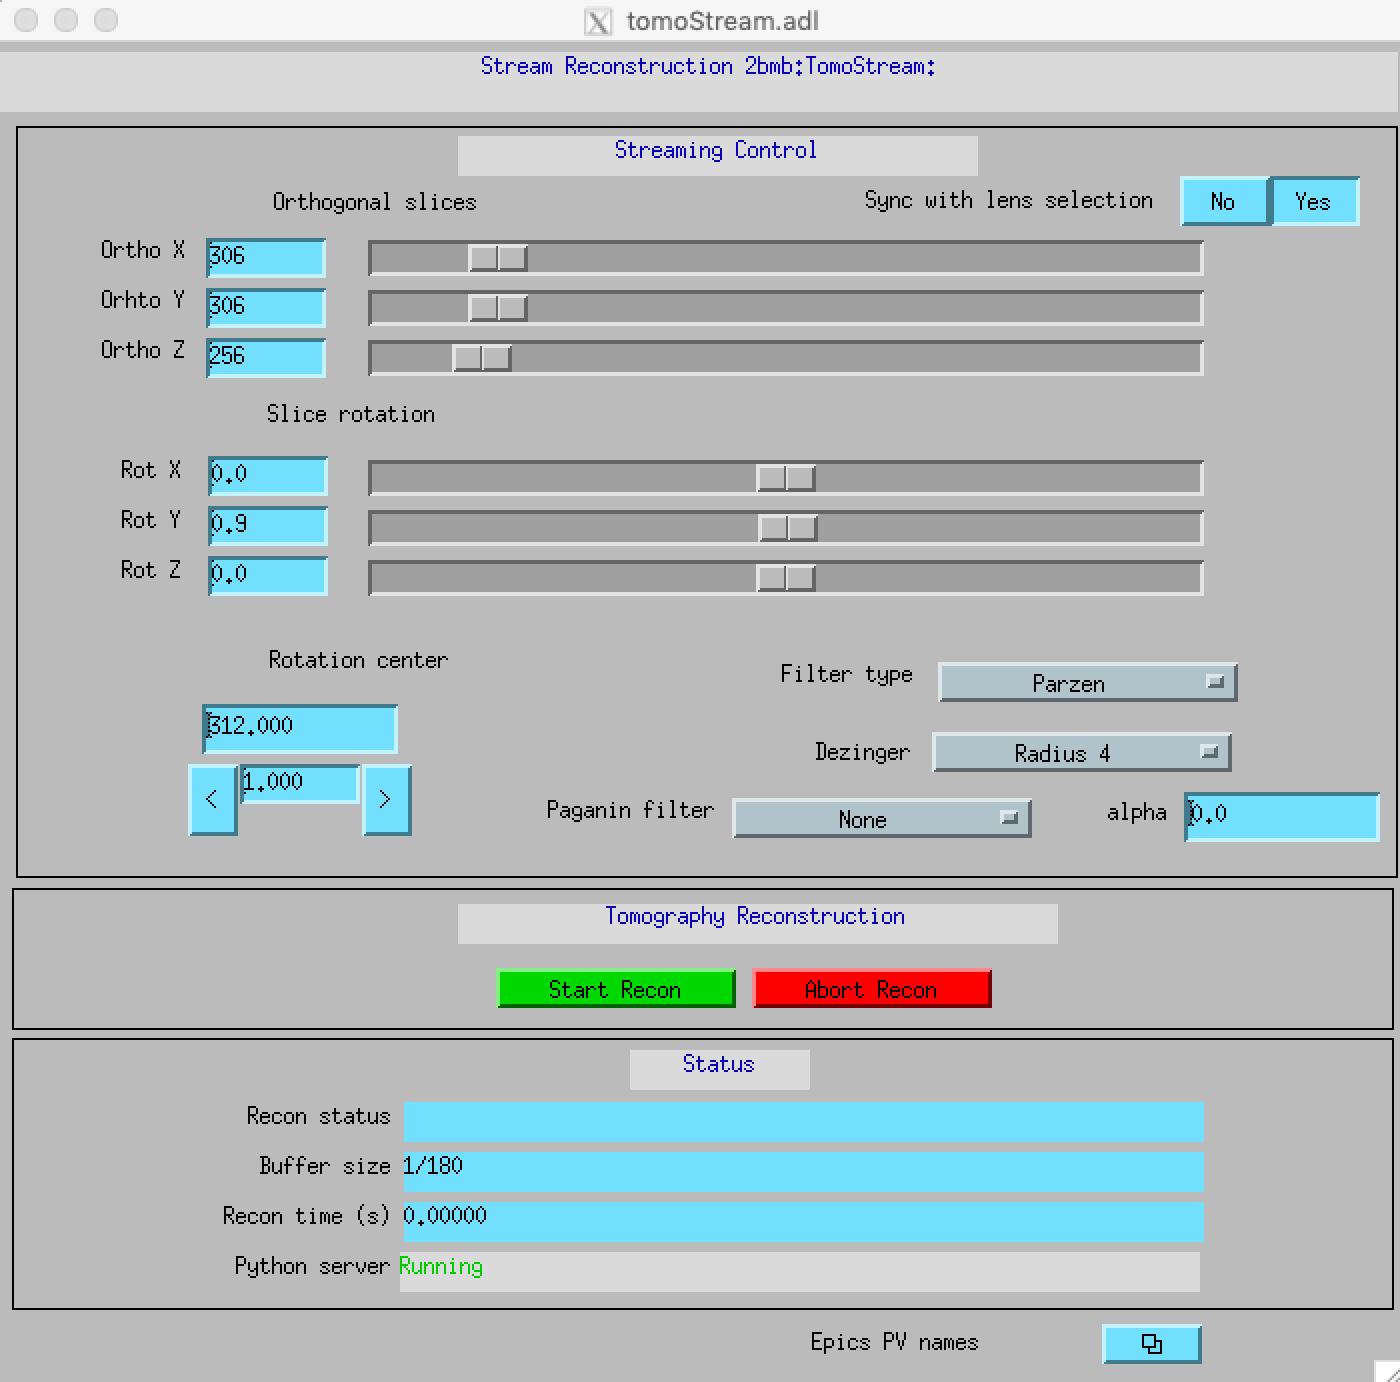 tomoStream.adl
Stream Reconstruction 2bmb:TomoStream:
Streaming Control
Orthogonal slices
Sync with lens selection No Yes
Ortho X 306
Orhto Y 306
Ortho Z 256
Slice rotation
Rot X 0.0
Rot Y 0.9
Rot Z 0.0
Rotation center
Filter type Parzen
312.000
Dezinger Radius 4
< 1.000 >
Paganin filter None alpha 0.0
Tomography Reconstruction
Start Recon Abort Recon
Status
Recon status
Buffer size 1/180
Recon time (s) 0.00000
Python server Running
Epics PV names